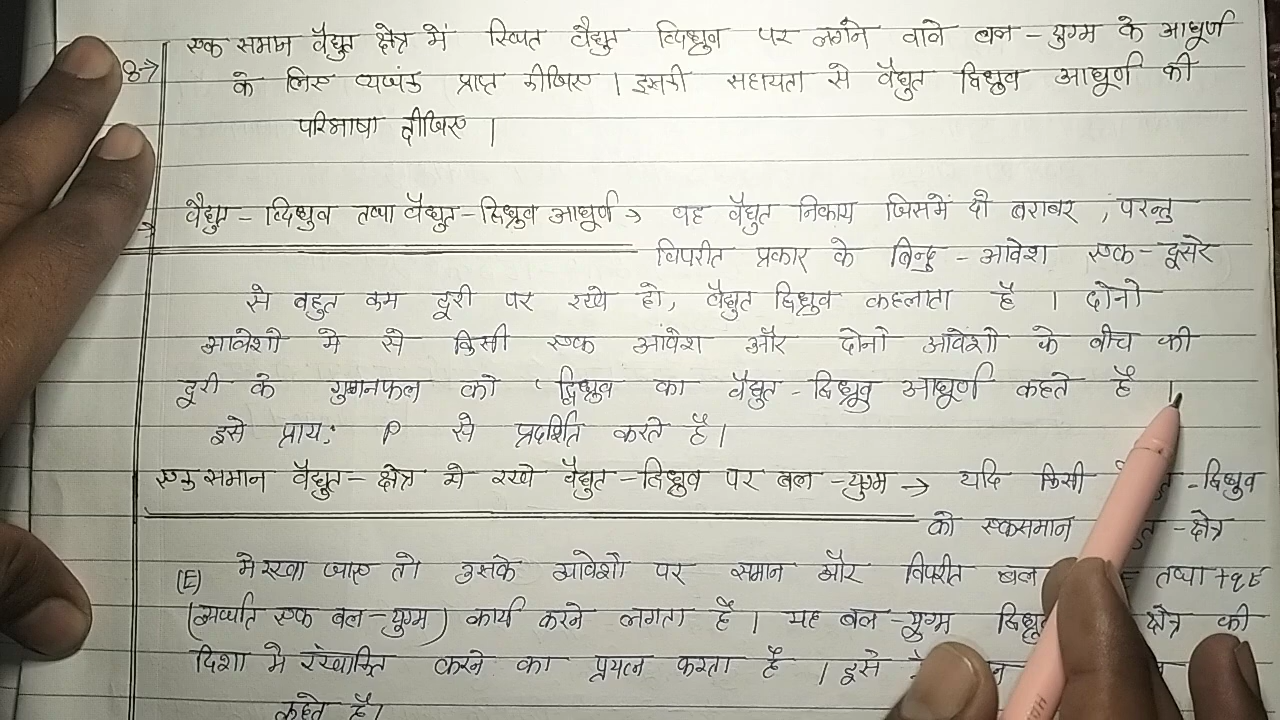 8→ एक समान वैद्युत क्षेत्र में स्थित वैद्युत द्विध्रुव पर लगने वाले बल-युग्म के आघूर्ण
के लिए व्यंजक प्राप्त कीजिए । इसकी सहायता से वैद्युत द्विध्रुव आघूर्ण की
परिभाषा दीजिए ।
वैद्युत-द्विध्रुव तथा वैद्युत-द्विध्रुव आघूर्ण → वह वैद्युत निकाय जिसमें दो बराबर, परन्तु
विपरीत प्रकार के बिन्दु-आवेश एक-दूसरे
से बहुत कम दूरी पर रखे हो, वैद्युत द्विध्रुव कहलाता है । दोनो
आवेशो मे से किसी एक आंवेश और दोनो आवेशो के बीच की
दूरी के गुणनफल को 'द्विध्रुव का वैद्युत-द्विध्रुव आघूर्ण कहते है ।
इसे प्राय: P से प्रदर्शित करते है ।
एक समान वैद्युत-क्षेत्र मे रखे वैद्युत-द्विध्रुव पर बल-युग्म → यदि किसी -द्विध्रुव
को एकसमान -क्षेत्र
(E) मे रखा जाए तो उसके आवेशो पर समान और विपरीत बल तथा +qE
(अर्थात एक बल-युग्म) कार्य करने लगता है । यह बल-युग्म क्षेत्र की
दिशा मे रेखांकित करने का प्रयत्न करता है । इसे
कहते है।